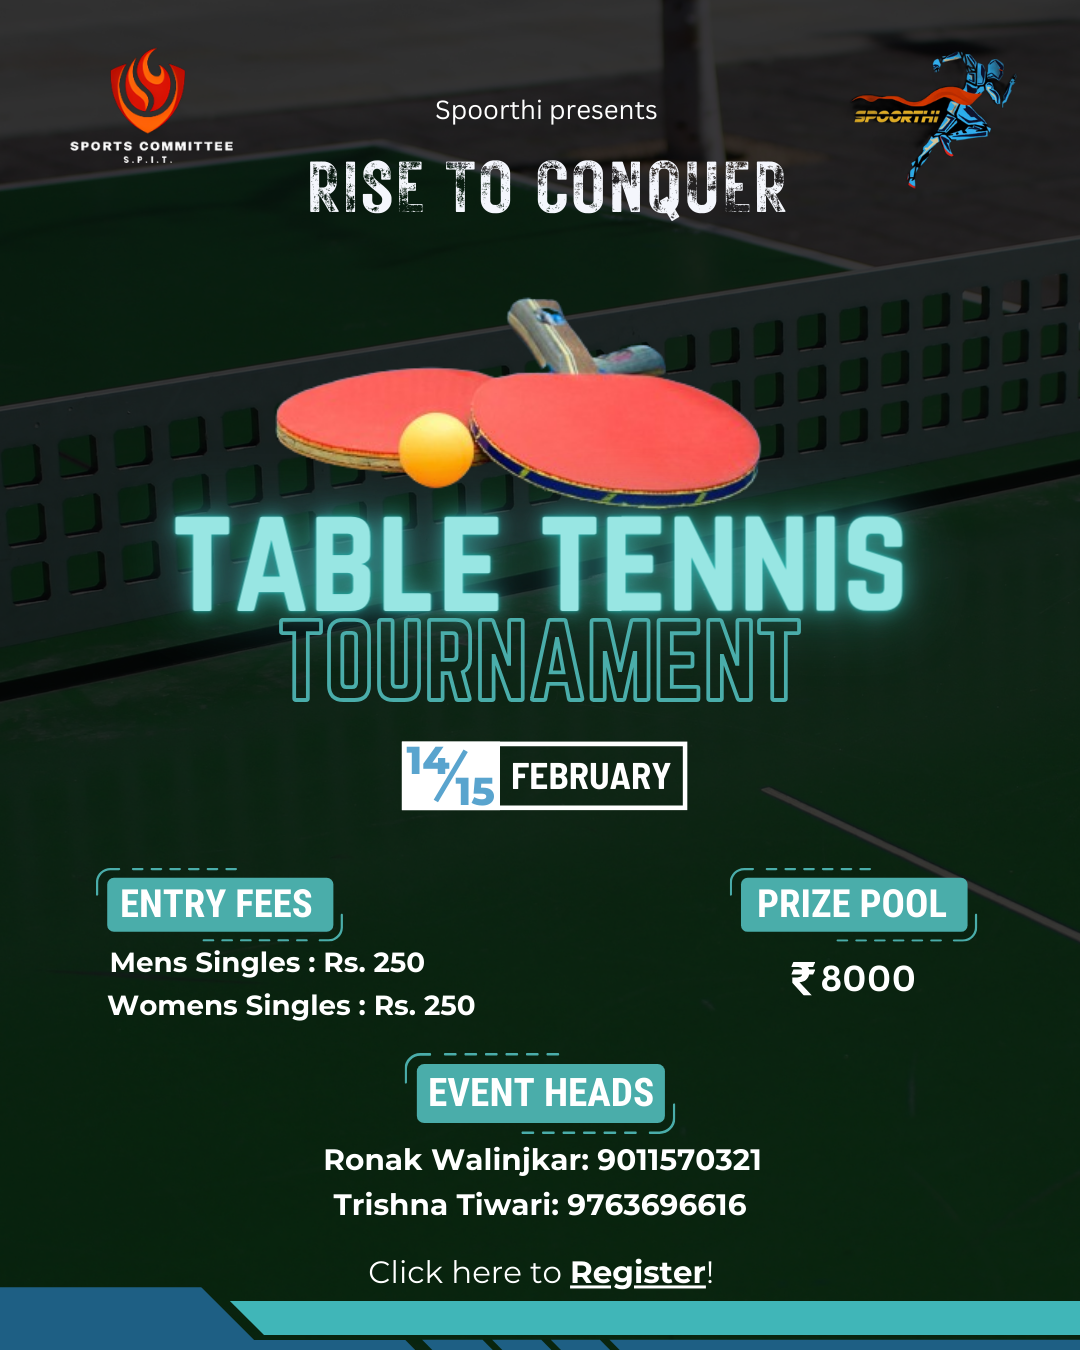 SPORTS COMMITTEE
S.P.I.T.
Spoorthi presents
SPOORTHI
RISE TO CONQUER
TABLE TENNIS
TOURNAMENT
14/15 FEBRUARY
ENTRY FEES
Mens Singles : Rs. 250
Womens Singles : Rs. 250
PRIZE POOL
₹8000
EVENT HEADS
Ronak Walinjkar: 9011570321
Trishna Tiwari: 9763696616
Click here to Register!